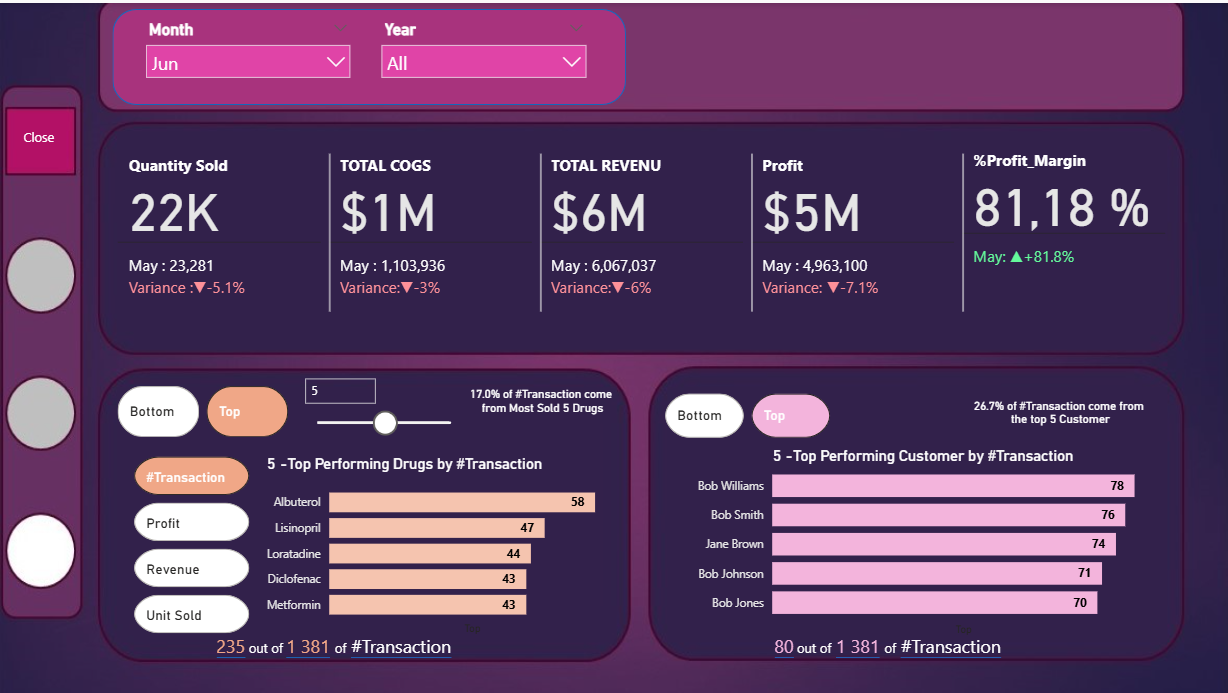 Month
Year
Jun
All
Close
Quantity Sold
TOTAL COGS
TOTAL REVENU
Profit
%Profit_Margin
22K
$1M
$6M
$5M
81,18 %
May : 23,281
May : 1,103,936
May : 6,067,037
May : 4,963,100
May: ▲+81.8%
Variance :▼-5.1%
Variance:▼-3%
Variance:▼-6%
Variance: ▼-7.1%
Bottom
Top
5
17.0% of #Transaction come
from Most Sold 5 Drugs
5 -Top Performing Drugs by #Transaction
#Transaction
Profit
Revenue
Unit Sold
Albuterol 58
Lisinopril 47
Loratadine 44
Diclofenac 43
Metformin 43
235 out of 1 381 of #Transaction
Bottom
Top
26.7% of #Transaction come from
the top 5 Customer
5 -Top Performing Customer by #Transaction
Bob Williams 78
Bob Smith 76
Jane Brown 74
Bob Johnson 71
Bob Jones 70
80 out of 1 381 of #Transaction